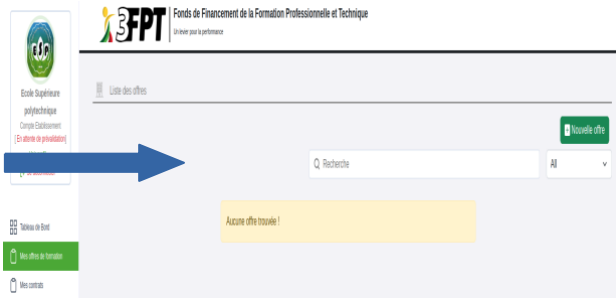 3FPT
Fonds de Financement de la Formation Professionnelle et Technique
Un levier pour la performance
esp
Ecole Supérieure
polytechnique
Compte Etablissement
[ En attente de prévalidation]
Liste des offres
Nouvelle offre
Recherche
All
Aucune offre trouvée !
Tableau de Bord
Mes offres de formation
Mes contrats